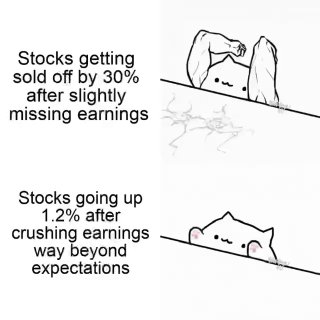 Stocks getting
sold off by 30%
after slightly
missing earnings
Stocks going up
1.2% after
crushing earnings
way beyond
expectations